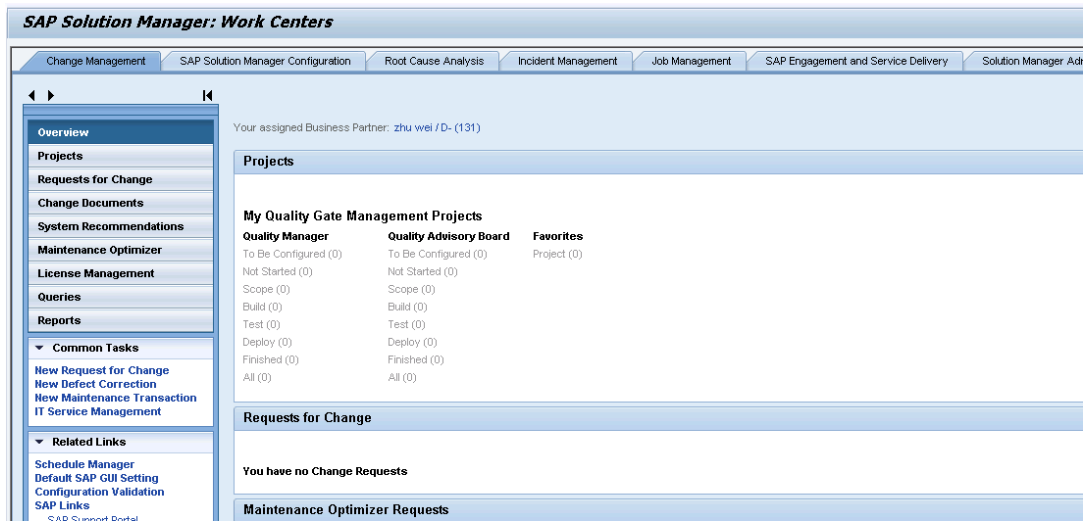 SAP Solution Manager: Work Centers
Change Management SAP Solution Manager Configuration Root Cause Analysis Incident Management Job Management SAP Engagement and Service Delivery Solution Manager Adr
Overview
Projects
Requests for Change
Change Documents
System Recommendations
Maintenance Optimizer
License Management
Queries
Reports
Common Tasks
New Request for Change
New Defect Correction
New Maintenance Transaction
IT Service Management
Related Links
Schedule Manager
Default SAP GUI Setting
Configuration Validation
SAP Links
SAP Support Portal
Your assigned Business Partner: zhu wei / D- (131)
Projects
My Quality Gate Management Projects
Quality Manager Quality Advisory Board Favorites
To Be Configured (0) To Be Configured (0) Project (0)
Not Started (0) Not Started (0)
Scope (0) Scope (0)
Build (0) Build (0)
Test (0) Test (0)
Deploy (0) Deploy (0)
Finished (0) Finished (0)
All (0) All (0)
Requests for Change
You have no Change Requests
Maintenance Optimizer Requests